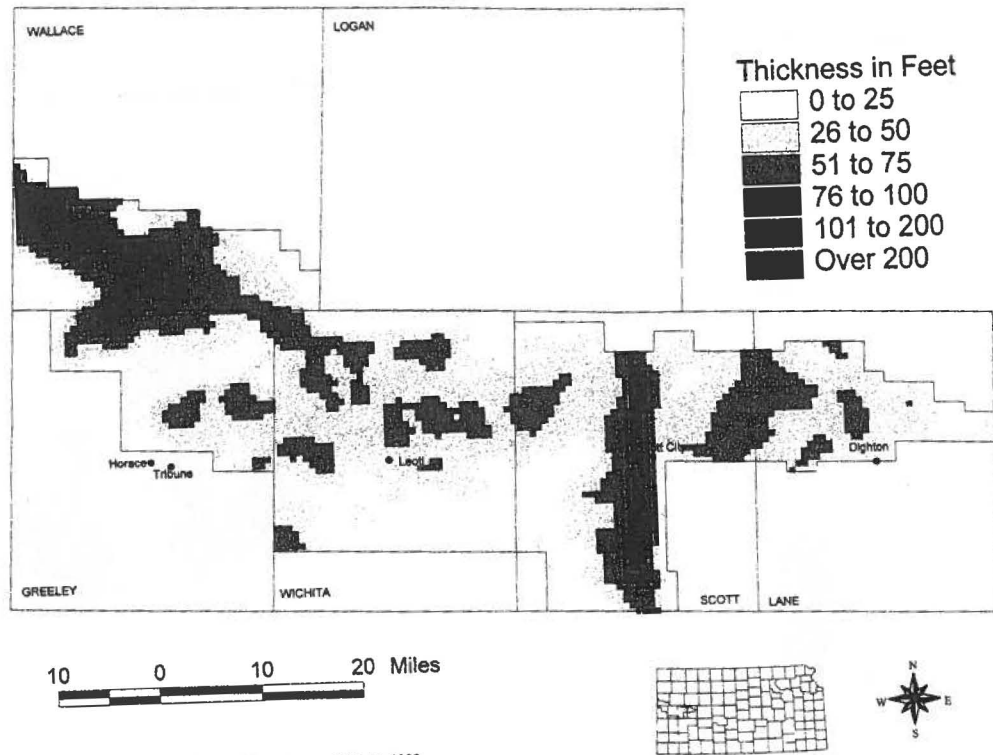 WALLACE
LOGAN
Thickness in Feet
0 to 25
26 to 50
51 to 75
76 to 100
101 to 200
Over 200
Horace
Tribune
Leoti
Dighton
GREELEY
WICHITA
SCOTT
LANE
10 0 10 20 Miles
N
W E
S